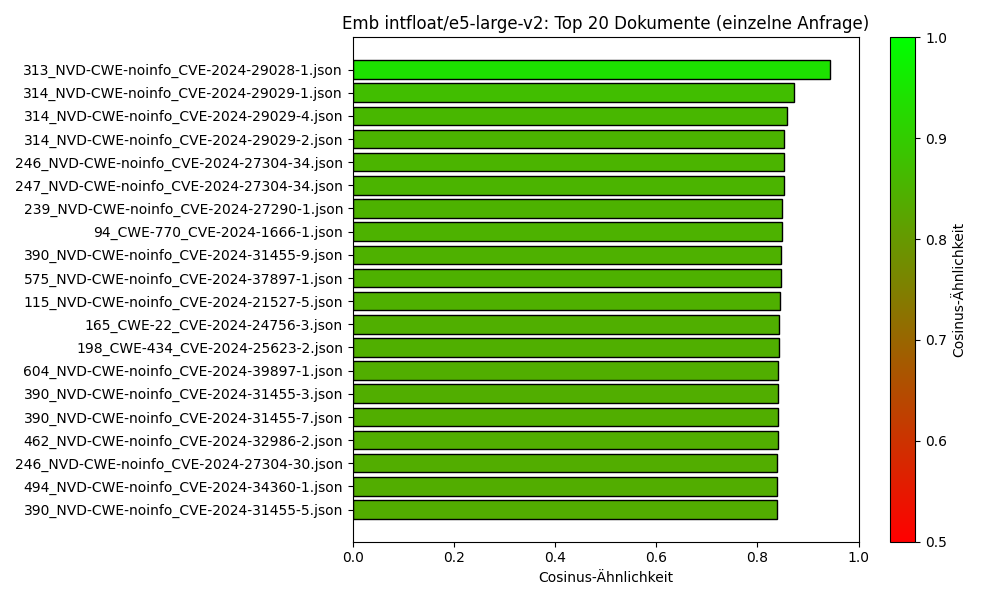 Emb intfloat/e5-large-v2: Top 20 Dokumente (einzelne Anfrage)
313_NVD-CWE-noinfo_CVE-2024-29028-1.json
314_NVD-CWE-noinfo_CVE-2024-29029-1.json
314_NVD-CWE-noinfo_CVE-2024-29029-4.json
314_NVD-CWE-noinfo_CVE-2024-29029-2.json
246_NVD-CWE-noinfo_CVE-2024-27304-34.json
247_NVD-CWE-noinfo_CVE-2024-27304-34.json
239_NVD-CWE-noinfo_CVE-2024-27290-1.json
94_CWE-770_CVE-2024-1666-1.json
390_NVD-CWE-noinfo_CVE-2024-31455-9.json
575_NVD-CWE-noinfo_CVE-2024-37897-1.json
115_NVD-CWE-noinfo_CVE-2024-21527-5.json
165_CWE-22_CVE-2024-24756-3.json
198_CWE-434_CVE-2024-25623-2.json
604_NVD-CWE-noinfo_CVE-2024-39897-1.json
390_NVD-CWE-noinfo_CVE-2024-31455-3.json
390_NVD-CWE-noinfo_CVE-2024-31455-7.json
462_NVD-CWE-noinfo_CVE-2024-32986-2.json
246_NVD-CWE-noinfo_CVE-2024-27304-30.json
494_NVD-CWE-noinfo_CVE-2024-34360-1.json
390_NVD-CWE-noinfo_CVE-2024-31455-5.json
0.0 0.2 0.4 0.6 0.8 1.0
Cosinus-Ähnlichkeit
1.0
0.9
0.8
0.7
0.6
0.5
Cosinus-Ähnlichkeit